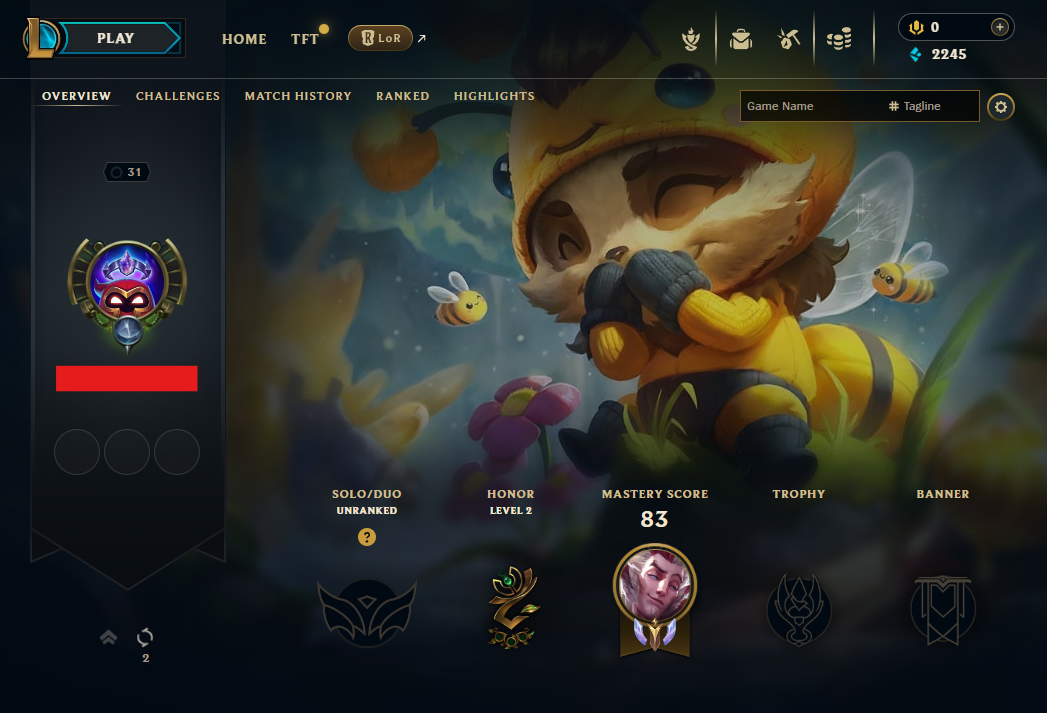 PLAY
HOME
TFT
LoR
0
2245
OVERVIEW
CHALLENGES
MATCH HISTORY
RANKED
HIGHLIGHTS
Game Name
# Tagline
31
SOLO/DUO
UNRANKED
?
HONOR
LEVEL 2
MASTERY SCORE
83
TROPHY
BANNER
2